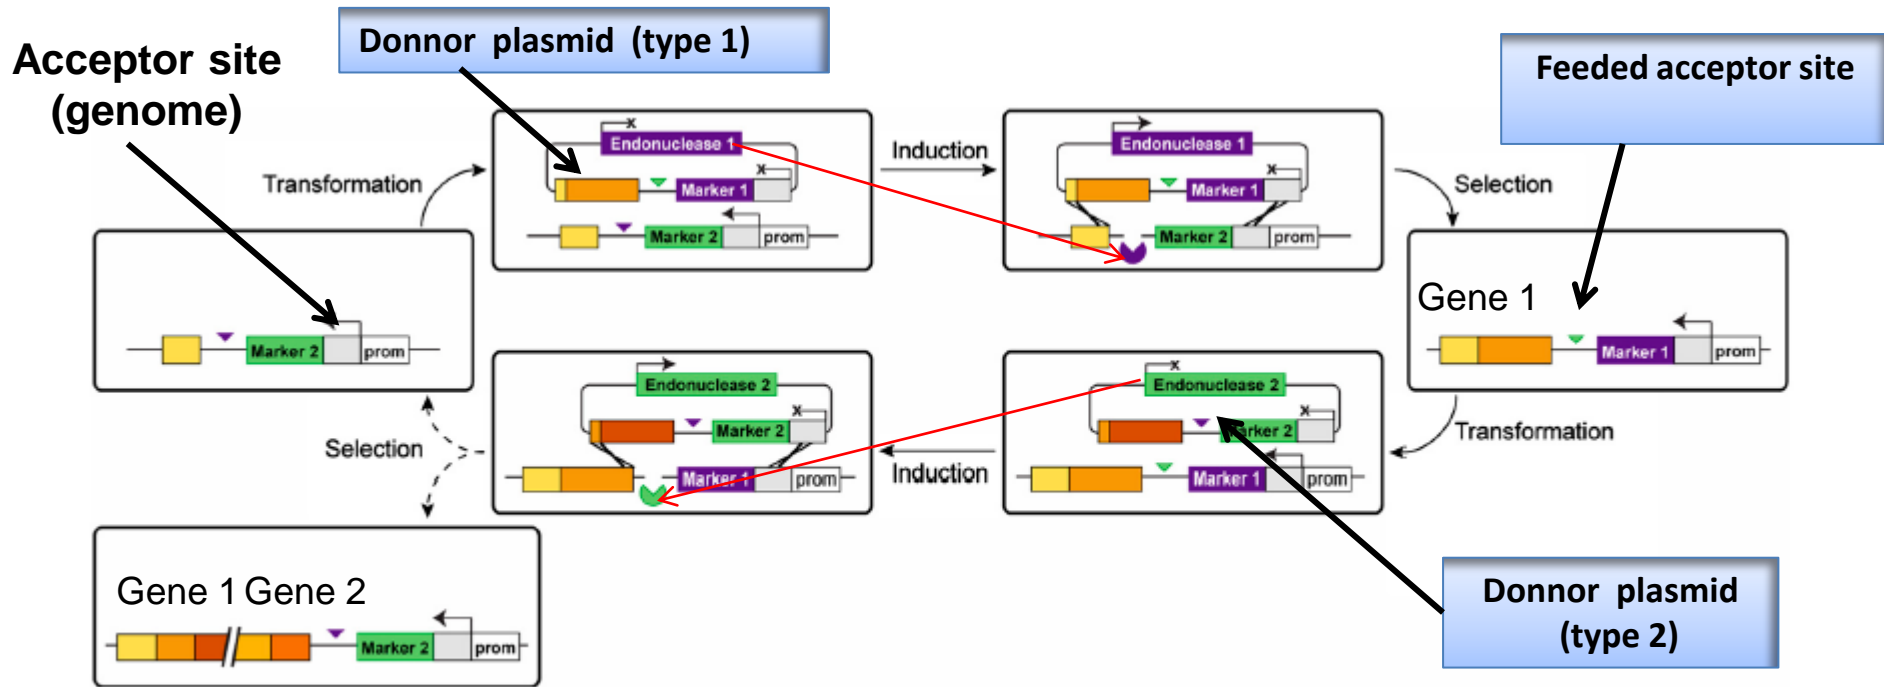 Acceptor site
(genome)
Donnor plasmid (type 1)
Feeded acceptor site
Transformation
x
Endonuclease 1
x
Marker 1
Marker 2
prom
Induction
Endonuclease 1
x
Marker 1
Marker 2
prom
Selection
Marker 2
prom
Gene 1
Marker 1
prom
Endonuclease 2
x
Marker 2
Marker 1
prom
Induction
x
Endonuclease 2
x
Marker 2
Marker 1
prom
Transformation
Selection
Gene 1 Gene 2
Marker 2
prom
Donnor plasmid
(type 2)